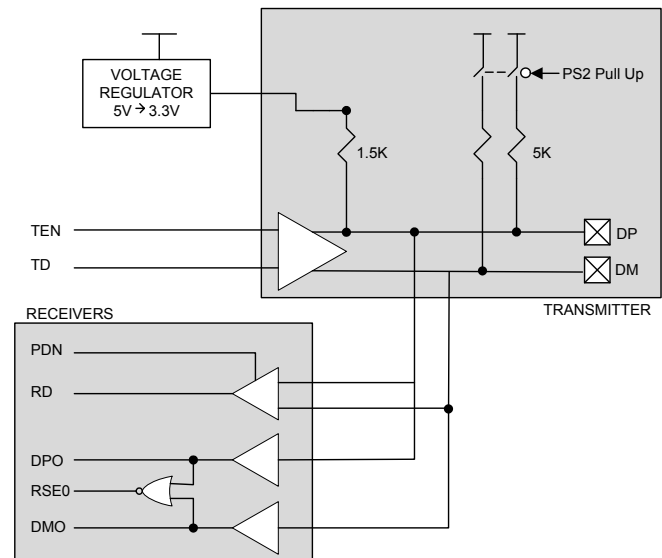 VOLTAGE
REGULATOR
5V → 3.3V
PS2 Pull Up
1.5K
5K
TEN
TD
DP
DM
TRANSMITTER
RECEIVERS
PDN
RD
DPO
RSE0
DMO